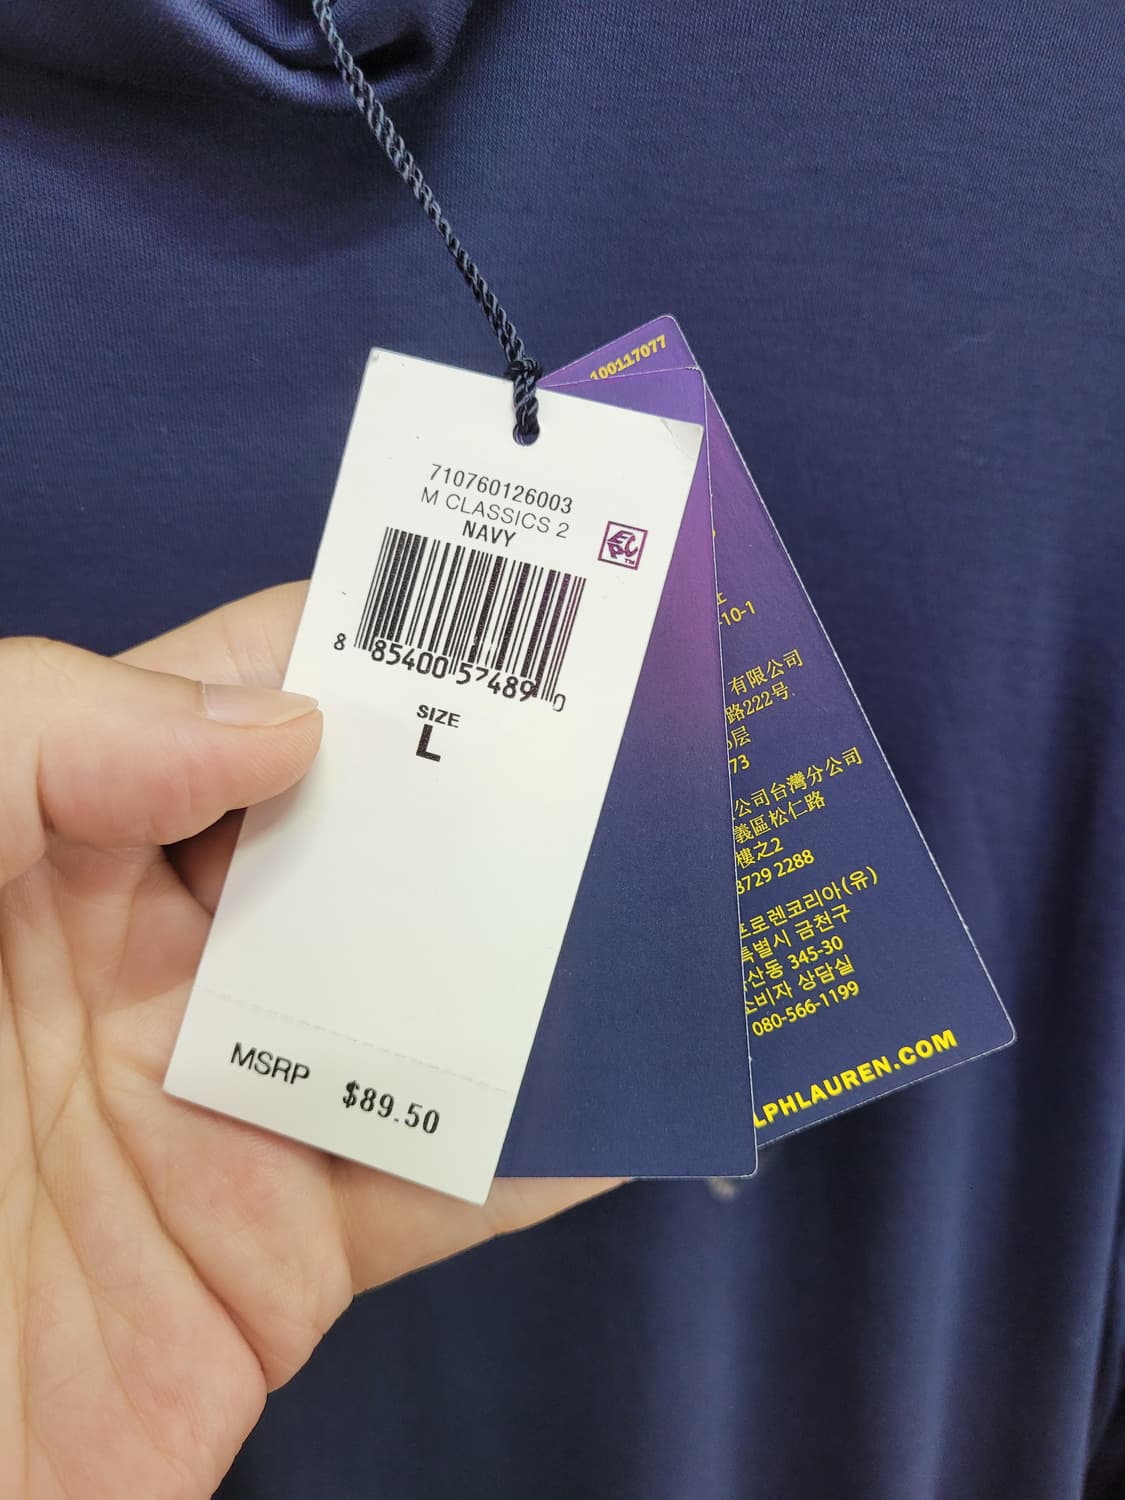 710760126003
M CLASSICS 2
NAVY
8 85400 57489 0
SIZE
L
MSRP $89.50
100117077
10-1
有限公司
路222号.
层
73
公司台灣分公司
義區松仁路
樓之2
8729 2288
프로렌코리아(유)
특별시 금천구
산동 345-30
소비자 상담실
080-566-1199
LPHLAUREN.COM